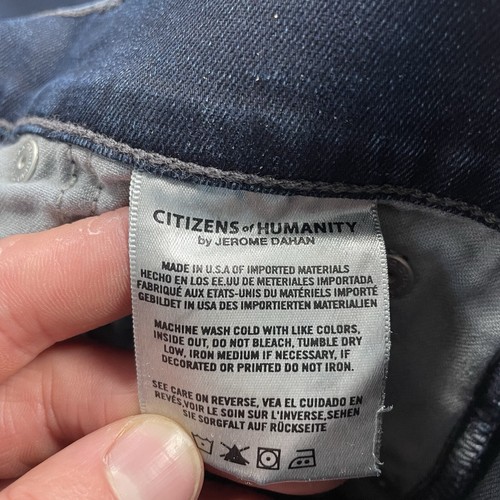 CITIZENS of HUMANITY
by JEROME DAHAN
MADE IN U.S.A OF IMPORTED MATERIALS
HECHO EN LOS EE.UU DE METERIALES IMPORTADA
FABRIQUÉ AUX ETATS-UNIS DU MATÉRIELS IMPORTÉ
GEBILDET IN USA DES IMPORTIERTEN MATERIALIEN
MACHINE WASH COLD WITH LIKE COLORS,
INSIDE OUT, DO NOT BLEACH, TUMBLE DRY
LOW, IRON MEDIUM IF NECESSARY, IF
DECORATED OR PRINTED DO NOT IRON.
SEE CARE ON REVERSE, VEA EL CUIDADO EN
REVÉS,VOIR LE SOIN SUR L'INVERSE,SEHEN
SIE SORGFALT AUF RÜCKSEITE